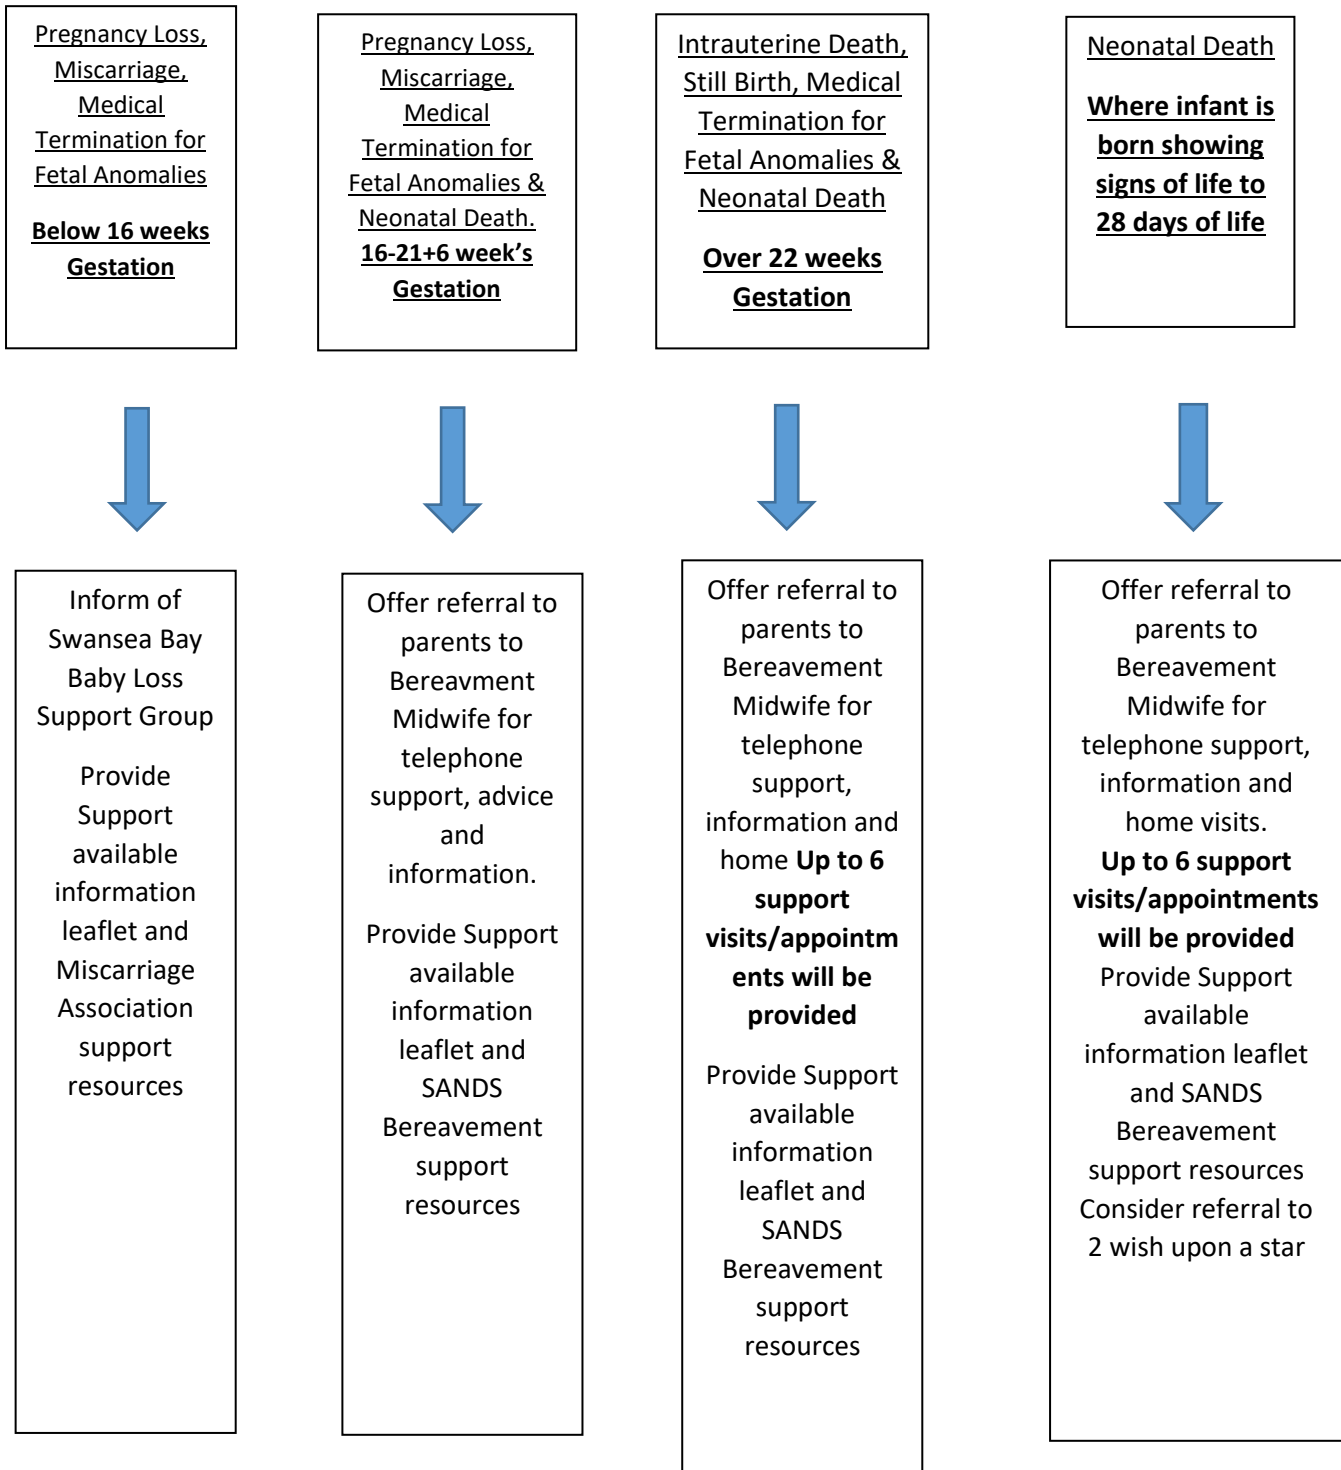 Pregnancy Loss,
Miscarriage,
Medical
Termination for
Fetal Anomalies
Below 16 weeks
Gestation
Pregnancy Loss,
Miscarriage,
Medical
Termination for
Fetal Anomalies &
Neonatal Death.
16-21+6 week’s
Gestation
Intrauterine Death,
Still Birth, Medical
Termination for
Fetal Anomalies &
Neonatal Death
Over 22 weeks
Gestation
Neonatal Death
Where infant is
born showing
signs of life to
28 days of life
Inform of
Swansea Bay
Baby Loss
Support Group
Provide
Support
available
information
leaflet and
Miscarriage
Association
support
resources
Offer referral to
parents to
Bereavment
Midwife for
telephone
support, advice
and
information.
Provide Support
available
information
leaflet and
SANDS
Bereavement
support
resources
Offer referral to
parents to
Bereavement
Midwife for
telephone
support,
information and
home Up to 6
support
visits/appointm
ents will be
provided
Provide Support
available
information
leaflet and
SANDS
Bereavement
support
resources
Offer referral to
parents to
Bereavement
Midwife for
telephone support,
information and
home visits.
Up to 6 support
visits/appointments
will be provided
Provide Support
available
information leaflet
and SANDS
Bereavement
support resources
Consider referral to
2 wish upon a star